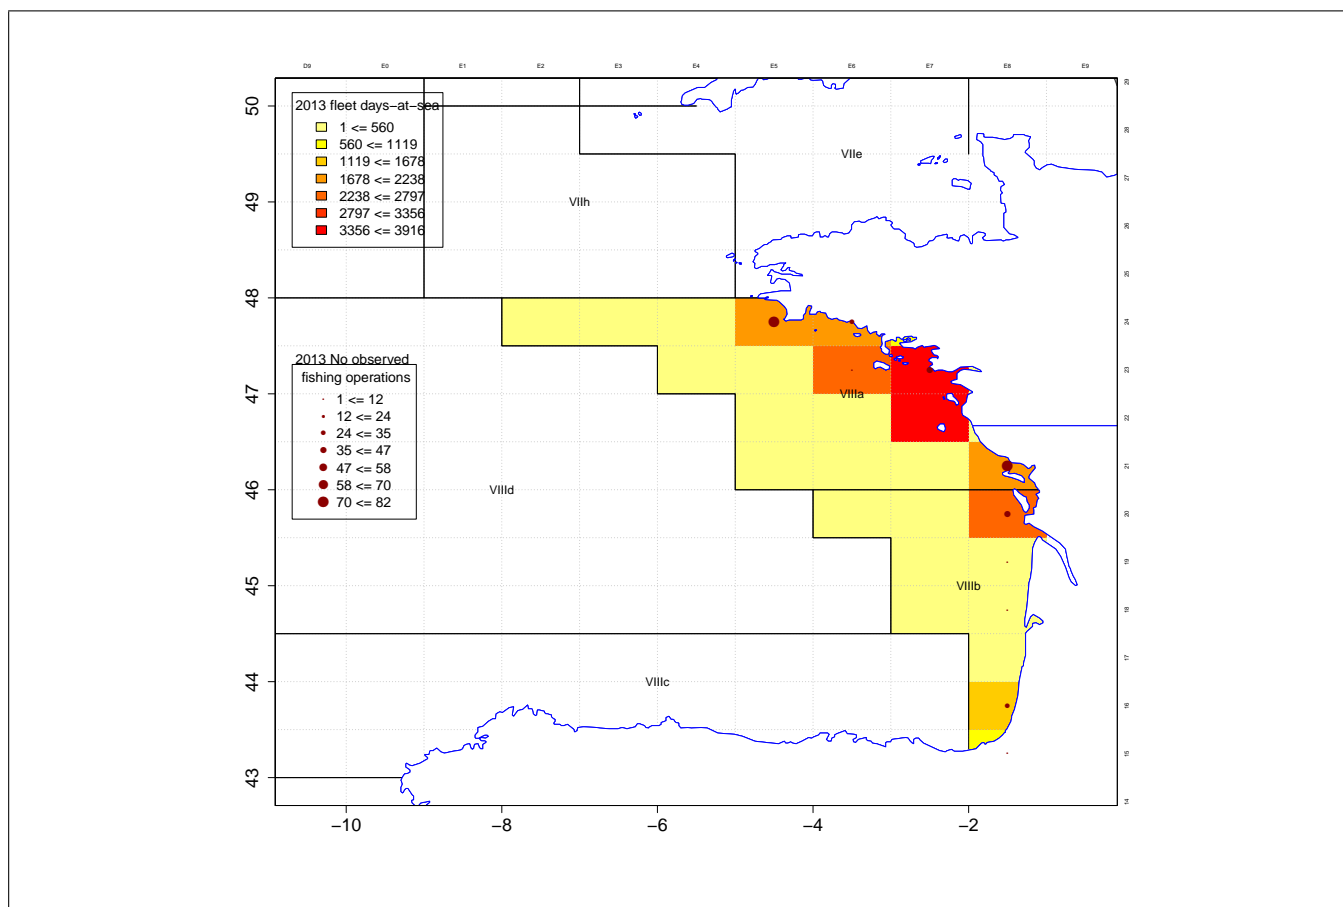 D9 E0 E1 E2 E3 E4 E5 E6 E7 E8 E9
2013 fleet days−at−sea
1 <= 560
560 <= 1119
1119 <= 1678
1678 <= 2238
2238 <= 2797
2797 <= 3356
3356 <= 3916
2013 No observed
fishing operations
1 <= 12
12 <= 24
24 <= 35
35 <= 47
47 <= 58
58 <= 70
70 <= 82
VIIe
VIIh
VIIIa
VIIId
VIIIb
VIIIc
50
49
48
47
46
45
44
43
29
28
27
26
25
24
23
22
21
20
19
18
17
16
15
14
−10 −8 −6 −4 −2